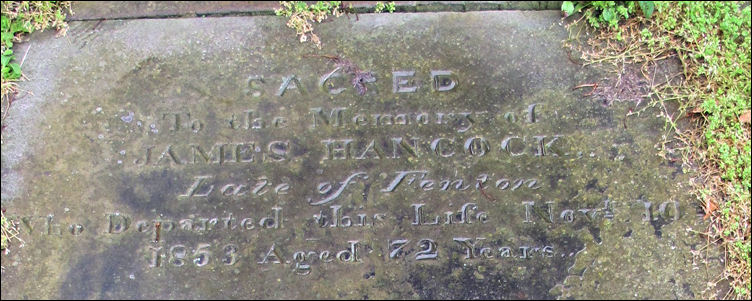 SACRED
To the Memory of
JAMES HANCOCK
Late of Fenton
Who Departed this Life Novr. 10
1853 Aged 72 Years